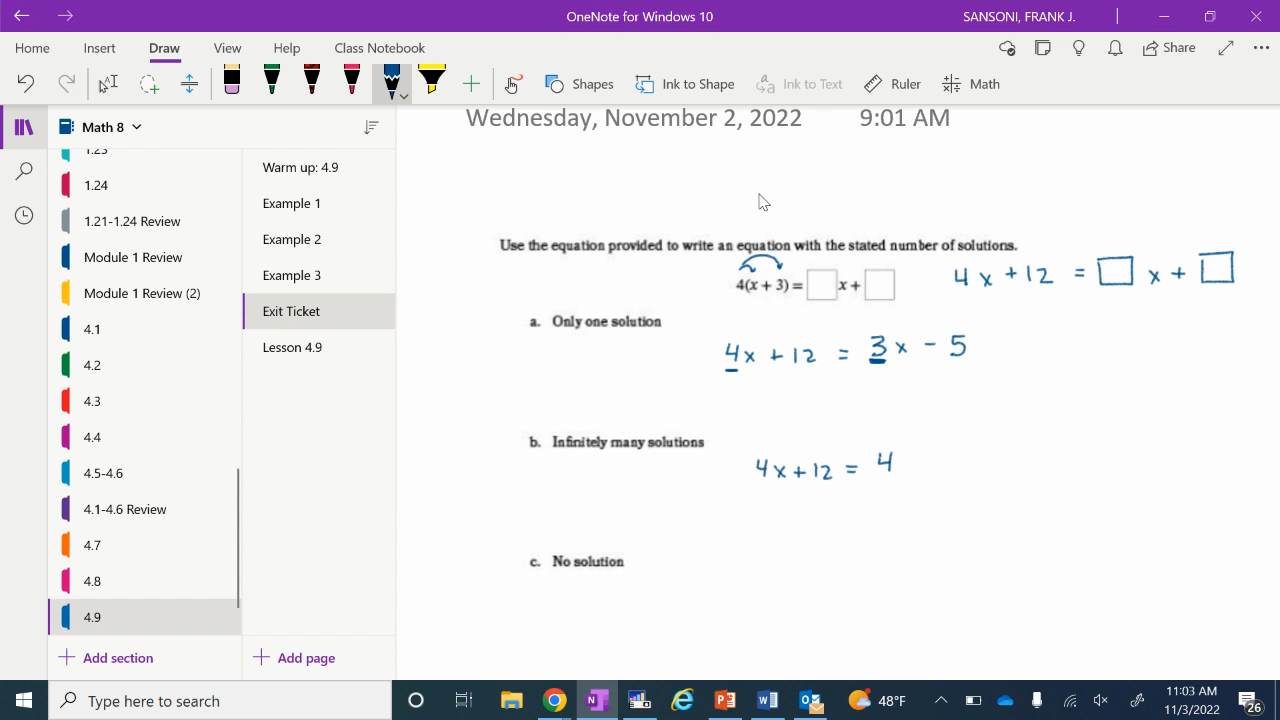 OneNote for Windows 10
SANSONI, FRANK J.
Home Insert Draw View Help Class Notebook Share
Shapes Ink to Shape Ink to Text Ruler Math
Math 8
1.23
1.24
1.21-1.24 Review
Module 1 Review
Module 1 Review (2)
4.1
4.2
4.3
4.4
4.5-4.6
4.1-4.6 Review
4.7
4.8
4.9
Add section
Warm up: 4.9
Example 1
Example 2
Example 3
Exit Ticket
Lesson 4.9
Add page
Wednesday, November 2, 2022 9:01 AM
Use the equation provided to write an equation with the stated number of solutions.
4(x + 3) = □x + □
4x + 12 = □ x + □
a. Only one solution
4x + 12 = 3x - 5
b. Infinitely many solutions
4x + 12 = 4
c. No solution
Type here to search
48°F
11:03 AM
11/3/2022
26